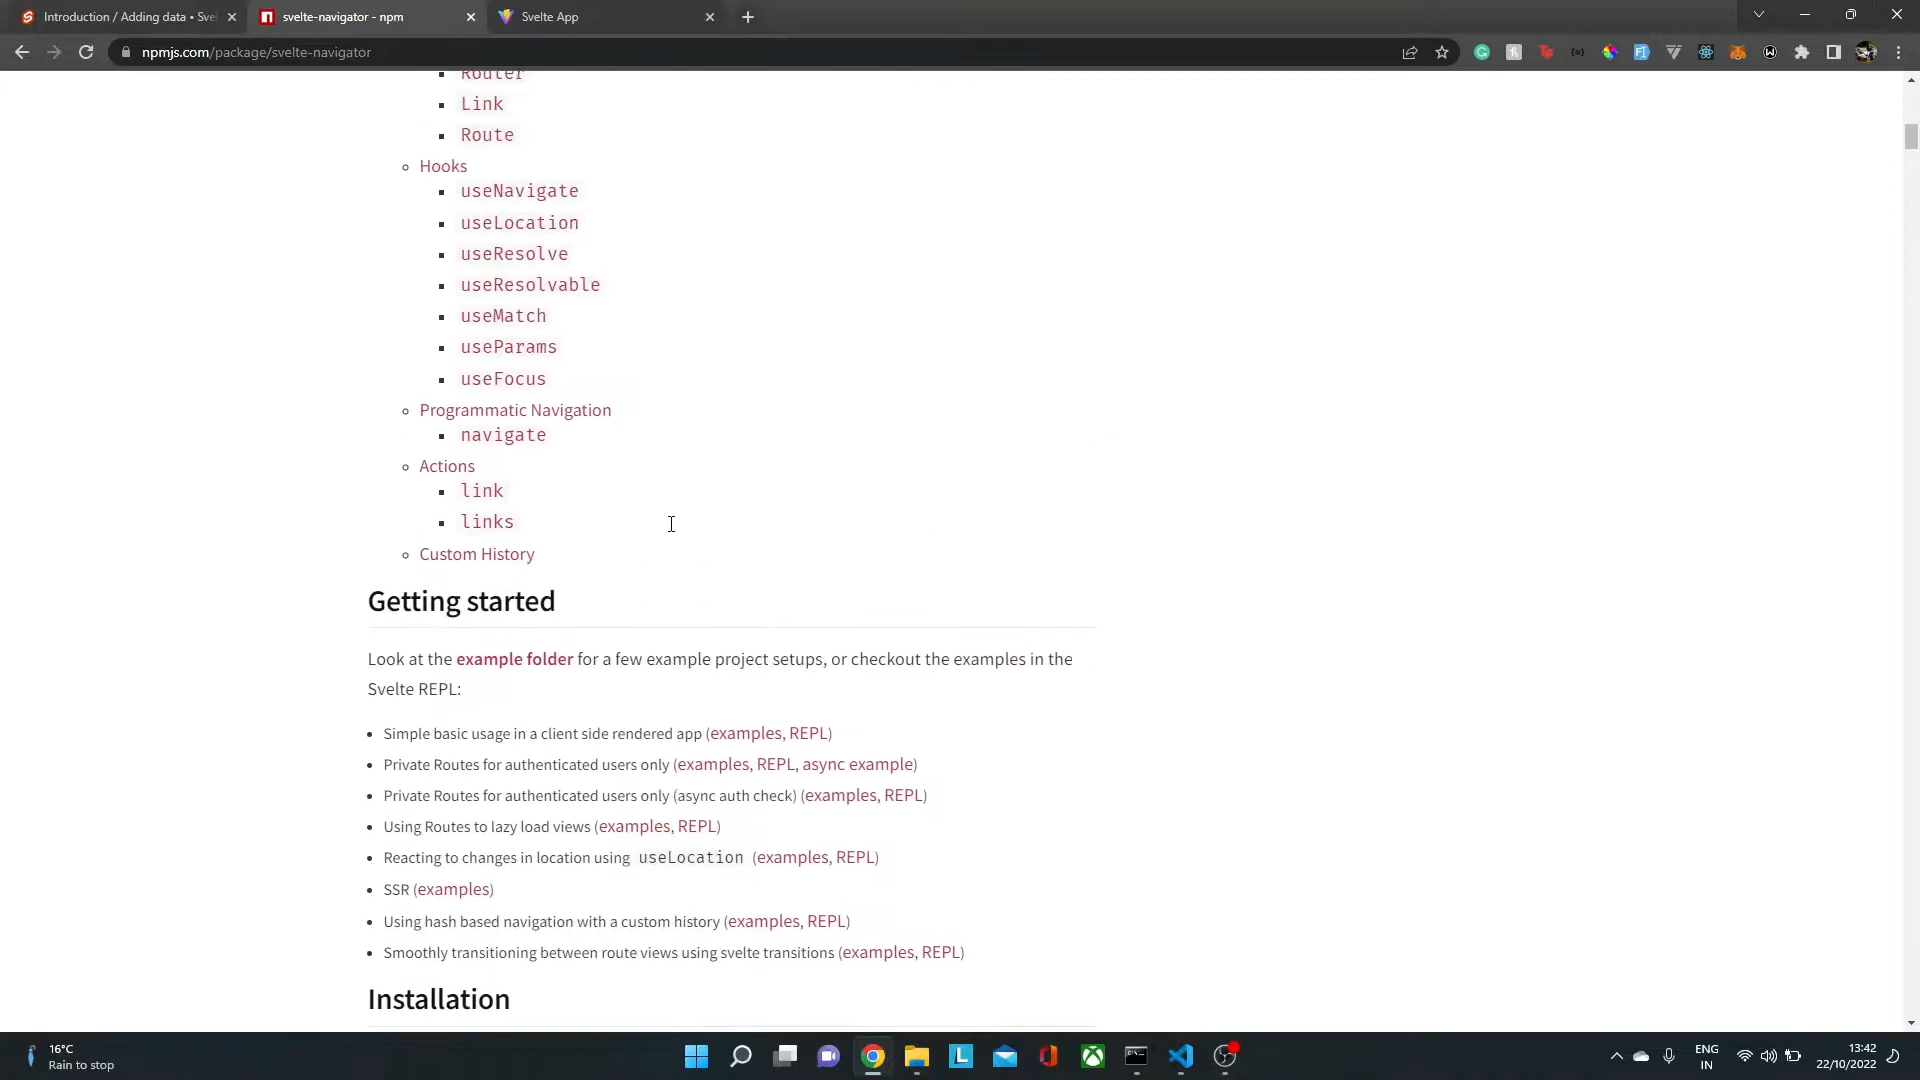 Introduction / Adding data • Sve
svelte-navigator - npm
Svelte App
npmjs.com/package/svelte-navigator
Router
Link
Route
Hooks
useNavigate
useLocation
useResolve
useResolvable
useMatch
useParams
useFocus
Programmatic Navigation
navigate
Actions
link
links
Custom History
Getting started
Look at the example folder for a few example project setups, or checkout the examples in the
Svelte REPL:
Simple basic usage in a client side rendered app (examples, REPL)
Private Routes for authenticated users only (examples, REPL, async example)
Private Routes for authenticated users only (async auth check) (examples, REPL)
Using Routes to lazy load views (examples, REPL)
Reacting to changes in location using useLocation (examples, REPL)
SSR (examples)
Using hash based navigation with a custom history (examples, REPL)
Smoothly transitioning between route views using svelte transitions (examples, REPL)
Installation
16°C
Rain to stop
ENG
IN
13:42
22/10/2022